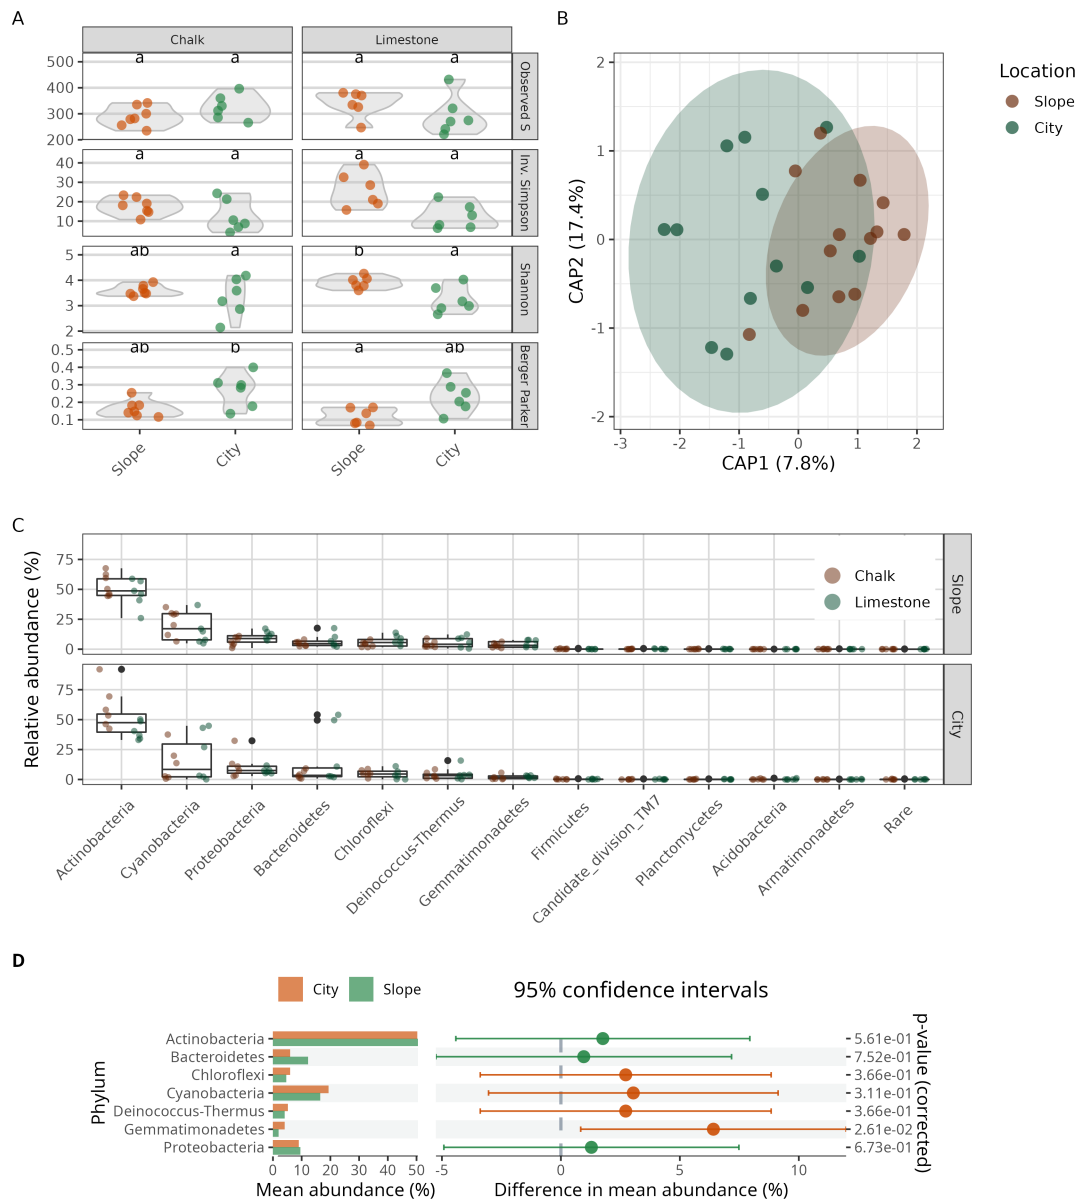 A
Chalk
Limestone
a
a
a
a
500
400
300
200
Observed S
a
a
a
a
40
30
20
10
Inv. Simpson
ab
a
b
a
5
4
3
2
Shannon
ab
b
a
ab
0.5
0.4
0.3
0.2
0.1
Berger Parker
Slope
City
Slope
City
B
2
1
0
-1
-2
CAP2 (17.4%)
-3
-2
-1
0
1
2
CAP1 (7.8%)
Location
Slope
City
C
Relative abundance (%)
75
50
25
0
Chalk
Limestone
Slope
75
50
25
0
City
Actinobacteria
Cyanobacteria
Proteobacteria
Bacteroidetes
Chloroflexi
Deinococcus-Thermus
Gemmatimonadetes
Firmicutes
Candidate_division_TM7
Planctomycetes
Acidobacteria
Armatimonadetes
Rare
D
City
Slope
95% confidence intervals
Phylum
Actinobacteria
Bacteroidetes
Chloroflexi
Cyanobacteria
Deinococcus-Thermus
Gemmatimonadetes
Proteobacteria
5.61e-01
7.52e-01
3.66e-01
3.11e-01
3.66e-01
2.61e-02
6.73e-01
p-value (corrected)
0
10
20
30
40
50
Mean abundance (%)
-5
0
5
10
Difference in mean abundance (%)